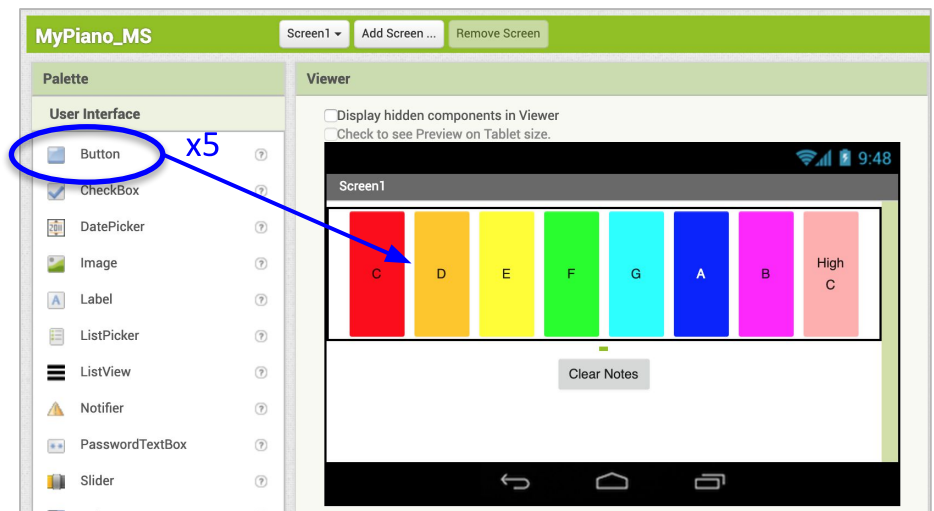 MyPiano_MS
Screen1 Add Screen ... Remove Screen
Palette
Viewer
User Interface
Display hidden components in Viewer
Check to see Preview on Tablet size.
x5
Button ?
CheckBox ?
DatePicker ?
Image ?
Label ?
ListPicker ?
ListView ?
Notifier ?
PasswordTextBox ?
Slider ?
9:48
Screen1
C D E F G A B High
C
Clear Notes
A